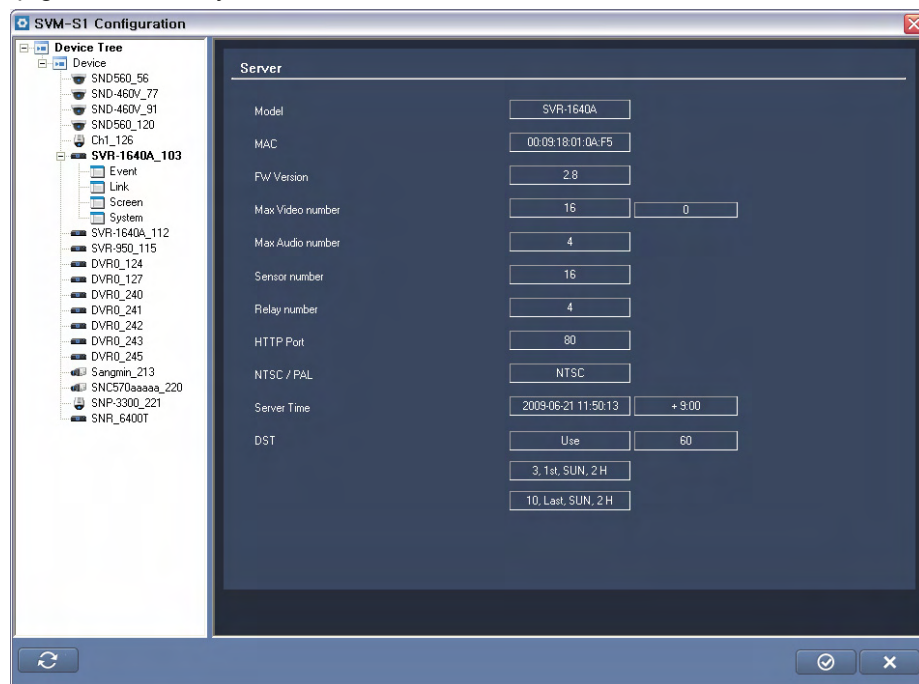 SVM-S1 Configuration
Device Tree
Device
SND560_56
SND-460V_77
SND-460V_91
SND560_120
Ch1_126
SVR-1640A_103
Event
Link
Screen
System
SVR-1640A_112
SVR-950_115
DVR0_124
DVR0_127
DVR0_240
DVR0_241
DVR0_242
DVR0_243
DVR0_245
Sangmin_213
SNC570aaaaa_220
SNP-3300_221
SNR_6400T
Server
Model SVR-1640A
MAC 00:09:18:01:0A:F5
FW Version 2.8
Max Video number 16 0
Max Audio number 4
Sensor number 16
Relay number 4
HTTP Port 80
NTSC / PAL NTSC
Server Time 2009-06-21 11:50:13 + 9:00
DST Use 60
3, 1st, SUN, 2 H
10, Last, SUN, 2 H